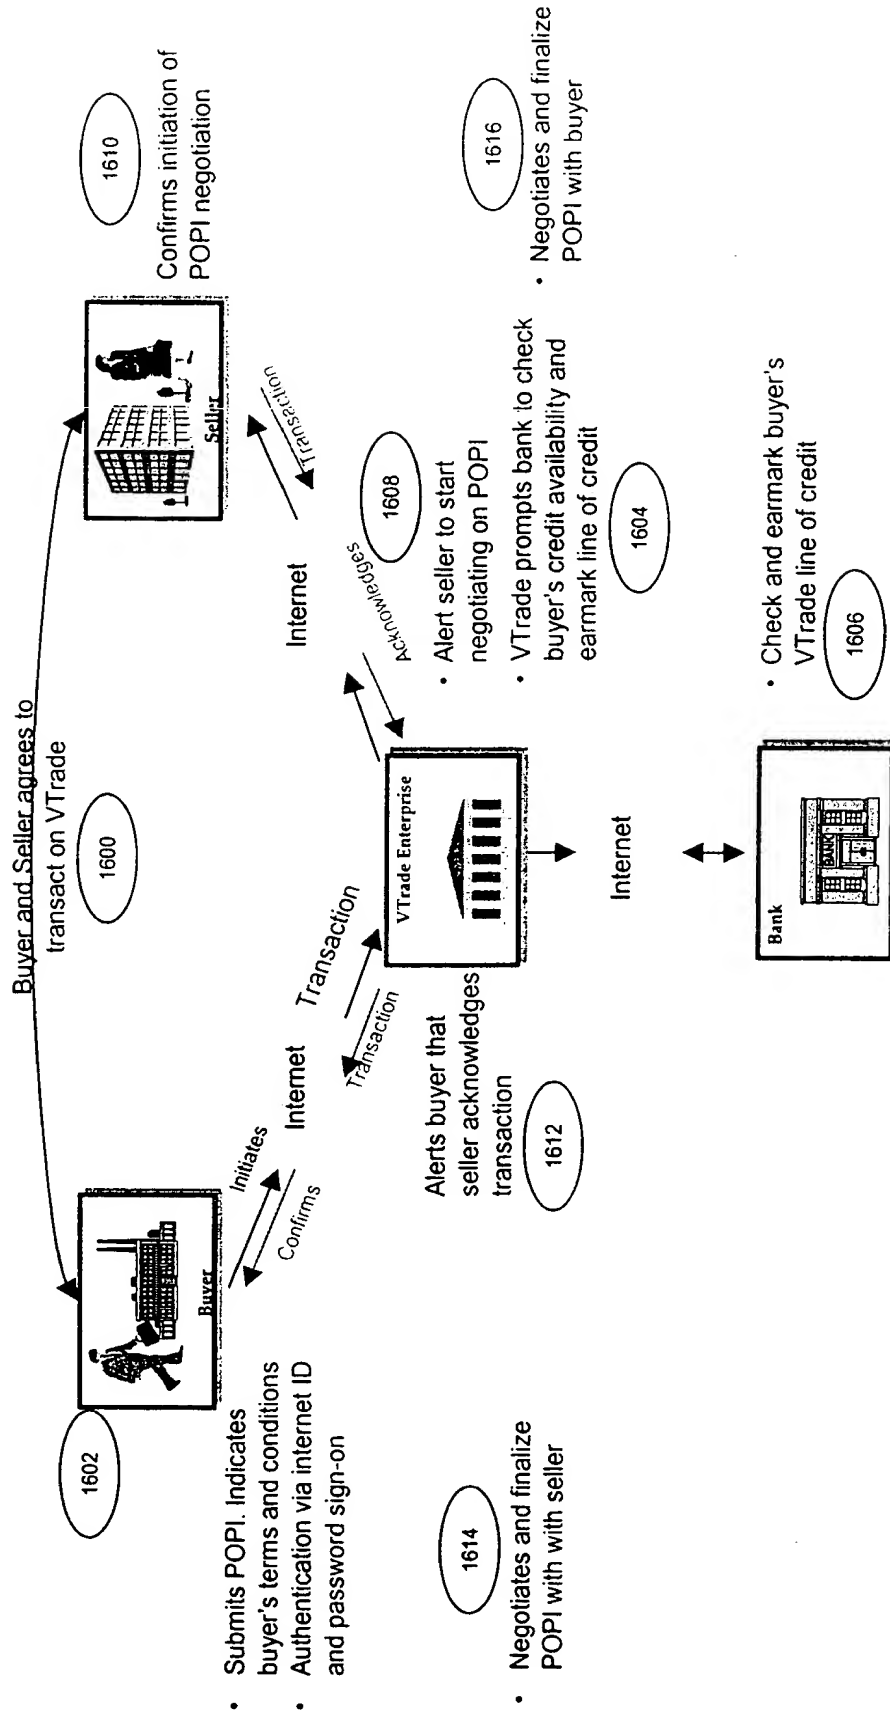 Buyer and Seller agrees to
transact on VTrade
1600
1602
Buyer
• Submits POPI. Indicates
buyer's terms and conditions
• Authentication via internet ID
and password sign-on
Initiates
Confirms
Internet
Transaction
Transaction
1610
Confirms initiation of
POPI negotiation
Seller
Transaction
Internet
Acknowledges
1608
• Alert seller to start
negotiating on POPI
• VTrade prompts bank to check
buyer's credit availability and
earmark line of credit
1604
VTrade Enterprise
Alerts buyer that
seller acknowledges
transaction
1612
1614
• Negotiates and finalize
POPI with with seller
1616
• Negotiates and finalize
POPI with buyer
Internet
Bank
BANK
• Check and earmark buyer's
VTrade line of credit
1606